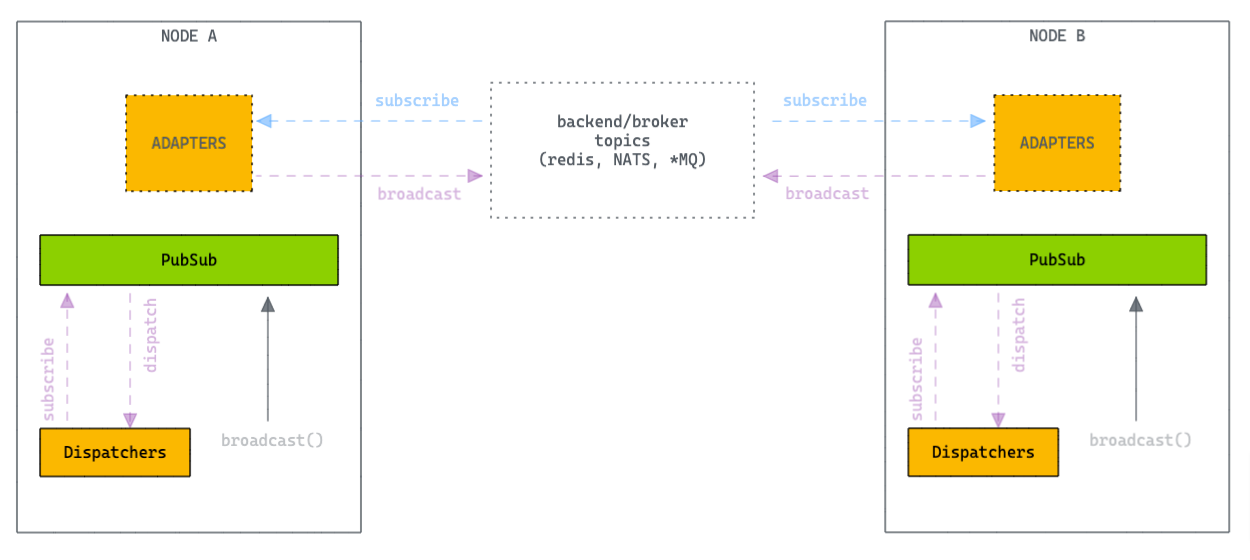 NODE A
NODE B
subscribe
subscribe
ADAPTERS
backend/broker
topics
(redis, NATS, *MQ)
ADAPTERS
broadcast
broadcast
PubSub
PubSub
subscribe
dispatch
subscribe
dispatch
Dispatchers
broadcast()
Dispatchers
broadcast()